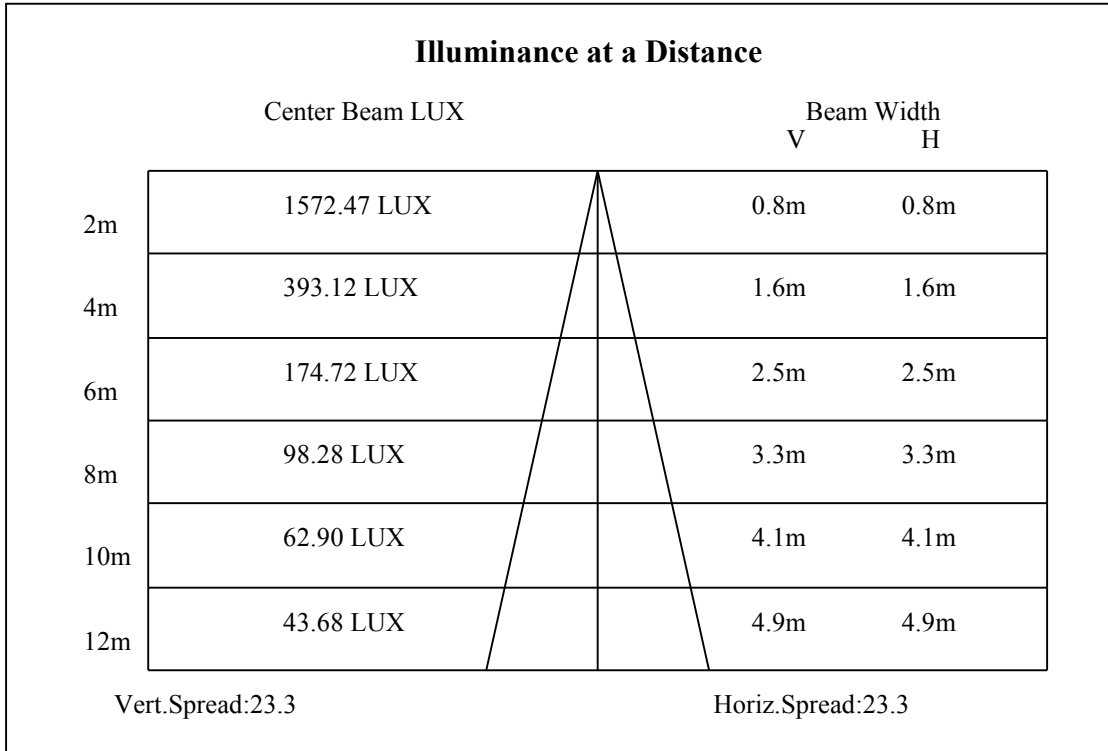 Illuminance at a Distance
Center Beam LUX Beam Width
V H
2m 1572.47 LUX 0.8m 0.8m
4m 393.12 LUX 1.6m 1.6m
6m 174.72 LUX 2.5m 2.5m
8m 98.28 LUX 3.3m 3.3m
10m 62.90 LUX 4.1m 4.1m
12m 43.68 LUX 4.9m 4.9m
Vert.Spread:23.3 Horiz.Spread:23.3